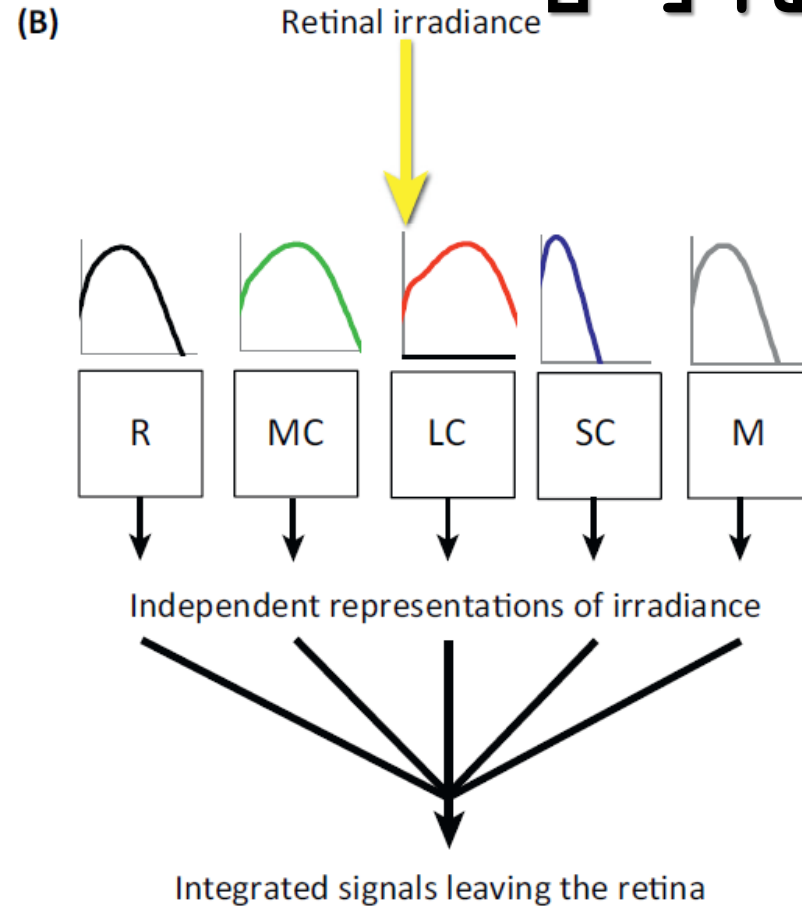 (B)
Retinal irradiance
R
MC
LC
SC
M
Independent representations of irradiance
Integrated signals leaving the retina